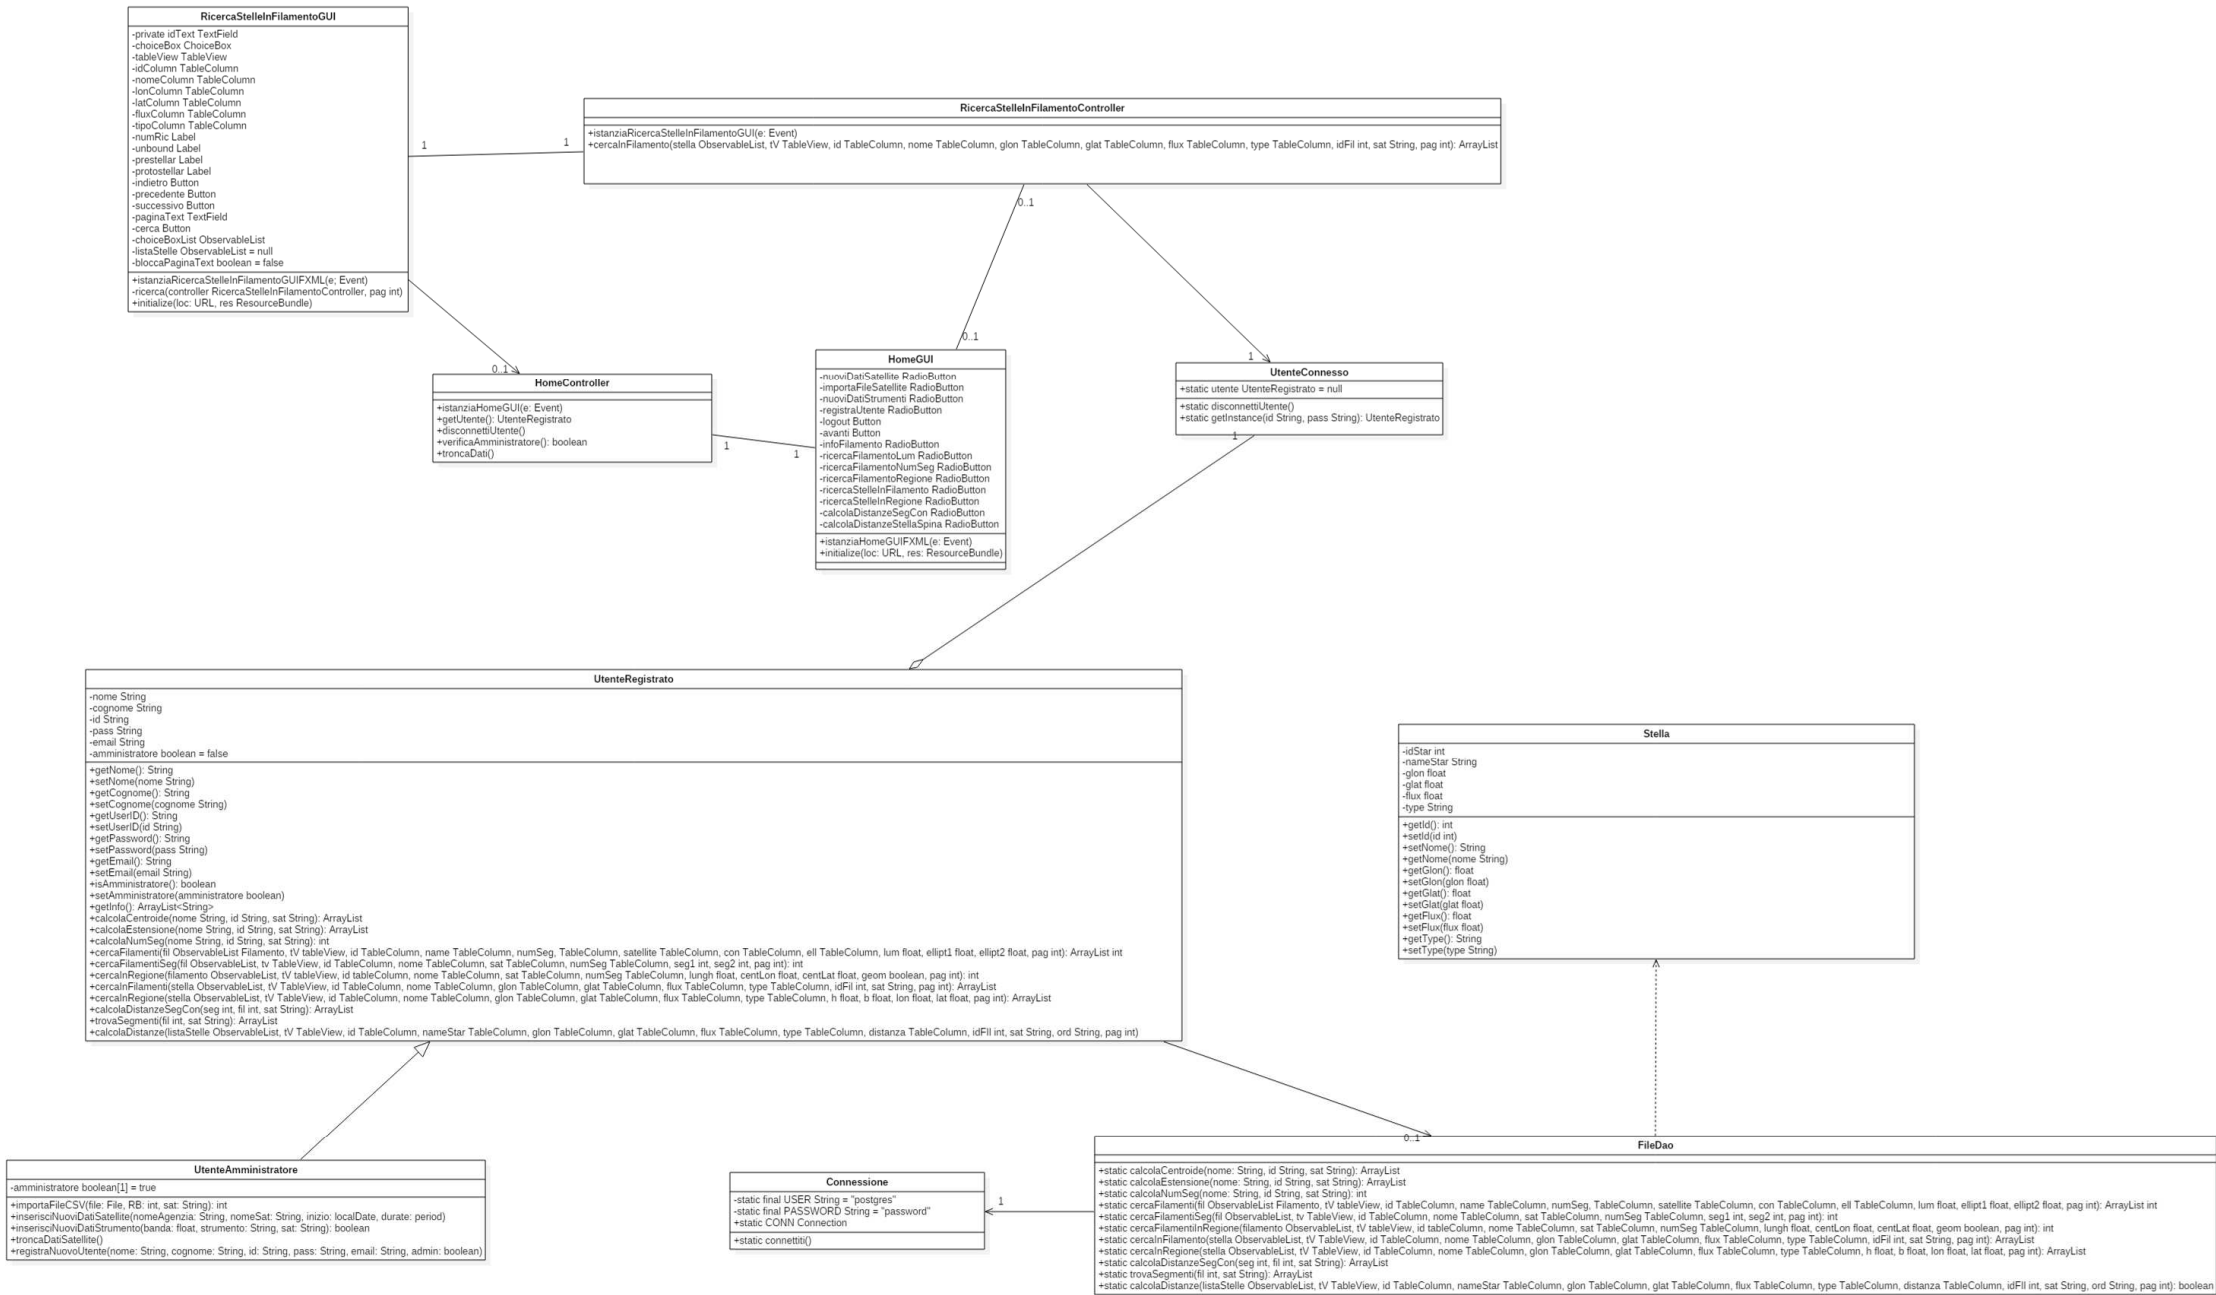 RicercaStelleInFilamentoGUI
-private idText TextField
-choiceBox ChoiceBox
-tableView TableView
-idColumn TableColumn
-nomeColumn TableColumn
-lonColumn TableColumn
-latColumn TableColumn
-fluxColumn TableColumn
-tipoColumn TableColumn
-numRic Label
-unbound Label
-prestellar Label
-protostellar Label
-indietro Button
-precedente Button
-successivo Button
-paginaText TextField
-cerca Button
-choiceBoxList ObservableList
-listaStelle ObservableList = null
-bloccaPaginaText boolean = false
+istanziaRicercaStelleInFilamentoGUIFXML(e; Event)
-ricerca(controller RicercaStelleInFilamentoController, pag int)
+initialize(loc: URL, res ResourceBundle)
1
1
RicercaStelleInFilamentoController
+istanziaRicercaStelleInFilamentoGUI(e: Event)
+cercaInFilamento(stella ObservableList, tV TableView, id TableColumn, nome TableColumn, glon TableColumn, glat TableColumn, flux TableColumn, type TableColumn, idFil int, sat String, pag int): ArrayList
0..1
0..1
0..1
1
HomeController
+istanziaHomeGUI(e: Event)
+getUtente(): UtenteRegistrato
+disconnettiUtente()
+verificaAmministratore(): boolean
+troncaDati()
1
1
HomeGUI
-nuoviDatiSatellite RadioButton
-importaFileSatellite RadioButton
-nuoviDatiStrumenti RadioButton
-registraUtente RadioButton
-logout Button
-avanti Button
-infoFilamento RadioButton
-ricercaFilamentoLum RadioButton
-ricercaFilamentoNumSeg RadioButton
-ricercaFilamentoRegione RadioButton
-ricercaStelleInFilamento RadioButton
-ricercaStelleInRegione RadioButton
-calcolaDistanzeSegCon RadioButton
-calcolaDistanzeStellaSpina RadioButton
+istanziaHomeGUIFXML(e: Event)
+initialize(loc: URL, res: ResourceBundle)
UtenteConnesso
+static utente UtenteRegistrato = null
+static disconnettiUtente()
+static getInstance(id String, pass String): UtenteRegistrato
1
UtenteRegistrato
-nome String
-cognome String
-id String
-pass String
-email String
-amministratore boolean = false
+getNome(): String
+setNome(nome String)
+getCognome(): String
+setCognome(cognome String)
+getUserID(): String
+setUserID(id String)
+getPassword(): String
+setPassword(pass String)
+getEmail(): String
+setEmail(email String)
+isAmministratore(): boolean
+setAmministratore(amministratore boolean)
+getInfo(): ArrayList<String>
+calcolaCentroide(nome String, id String, sat String): ArrayList
+calcolaEstensione(nome String, id String, sat String): ArrayList
+calcolaNumSeg(nome String, id String, sat String): int
+cercaFilamenti(fil ObservableList Filamento, tV tableView, id TableColumn, name TableColumn, numSeg, TableColumn, satellite TableColumn, con TableColumn, ell TableColumn, lum float, ellipt1 float, ellipt2 float, pag int): ArrayList int
+cercaFilamentiSeg(fil ObservableList, tv TableView, id TableColumn, nome TableColumn, sat TableColumn, numSeg TableColumn, seg1 int, seg2 int, pag int): int
+cercaInRegione(filamento ObservableList, tV tableView, id tableColumn, nome TableColumn, sat TableColumn, numSeg TableColumn, lungh float, centLon float, centLat float, geom boolean, pag int): int
+cercaInFilamenti(stella ObservableList, tV TableView, id TableColumn, nome TableColumn, glon TableColumn, glat TableColumn, flux TableColumn, type TableColumn, idFil int, sat String, pag int): ArrayList
+cercaInRegione(stella ObservableList, tV TableView, id TableColumn, nome TableColumn, glon TableColumn, glat TableColumn, flux TableColumn, type TableColumn, h float, b float, lon float, lat float, pag int): ArrayList
+calcolaDistanzeSegCon(seg int, fil int, sat String): ArrayList
+trovaSegmenti(fil int, sat String): ArrayList
+calcolaDistanze(listaStelle ObservableList, tV TableView, id TableColumn, nameStar TableColumn, glon TableColumn, glat TableColumn, flux TableColumn, type TableColumn, distanza TableColumn, idFIl int, sat String, ord String, pag int)
Stella
-idStar int
-nameStar String
-glon float
-glat float
-flux float
-type String
+getId(): int
+setId(id int)
+setNome(): String
+getNome(nome String)
+getGlon(): float
+setGlon(glon float)
+getGlat(): float
+setGlat(glat float)
+getFlux(): float
+setFlux(flux float)
+getType(): String
+setType(type String)
UtenteAmministratore
-amministratore boolean[1] = true
+importaFileCSV(file: File, RB: int, sat: String): int
+inserisciNuoviDatiSatellite(nomeAgenzia: String, nomeSat: String, inizio: localDate, durate: period)
+inserisciNuoviDatiStrumento(banda: float, strumento: String, sat: String): boolean
+troncaDatiSatellite()
+registraNuovoUtente(nome: String, cognome: String, id: String, pass: String, email: String, admin: boolean)
Connessione
-static final USER String = "postgres"
-static final PASSWORD String = "password"
+static CONN Connection
+static connettiti()
1
0..1
FileDao
+static calcolaCentroide(nome: String, id String, sat String): ArrayList
+static calcolaEstensione(nome: String, id String, sat String): ArrayList
+static calcolaNumSeg(nome: String, id String, sat String): int
+static cercaFilamenti(fil ObservableList Filamento, tV tableView, id TableColumn, name TableColumn, numSeg, TableColumn, satellite TableColumn, con TableColumn, ell TableColumn, lum float, ellipt1 float, ellipt2 float, pag int): ArrayList int
+static cercaFilamentiSeg(fil ObservableList, tv TableView, id TableColumn, nome TableColumn, sat TableColumn, numSeg TableColumn, seg1 int, seg2 int, pag int): int
+static cercaFilamentiInRegione(filamento ObservableList, tV tableView, id tableColumn, nome TableColumn, sat TableColumn, numSeg TableColumn, lungh float, centLon float, centLat float, geom boolean, pag int): int
+static cercaInFilamento(stella ObservableList, tV TableView, id TableColumn, nome TableColumn, glon TableColumn, glat TableColumn, flux TableColumn, type TableColumn, idFil int, sat String, pag int): ArrayList
+static cercaInRegione(stella ObservableList, tV TableView, id TableColumn, nome TableColumn, glon TableColumn, glat TableColumn, flux TableColumn, type TableColumn, h float, b float, lon float, lat float, pag int): ArrayList
+static calcolaDistanzeSegCon(seg int, fil int, sat String): ArrayList
+static trovaSegmenti(fil int, sat String): ArrayList
+static calcolaDistanze(listaStelle ObservableList, tV TableView, id TableColumn, nameStar TableColumn, glon TableColumn, glat TableColumn, flux TableColumn, type TableColumn, distanza TableColumn, idFIl int, sat String, ord String, pag int): boolean